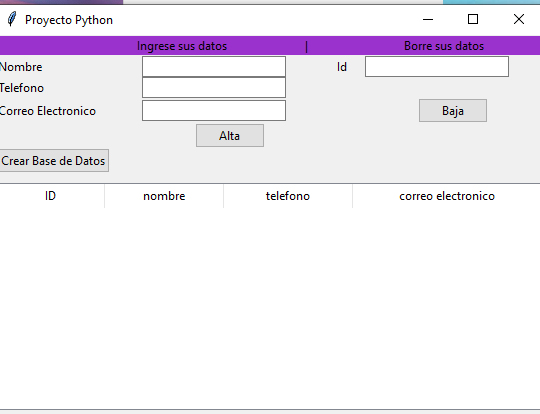 Proyecto Python
Ingrese sus datos | Borre sus datos
Nombre Id
Telefono
Correo Electronico Baja
Alta
Crear Base de Datos
ID nombre telefono correo electronico